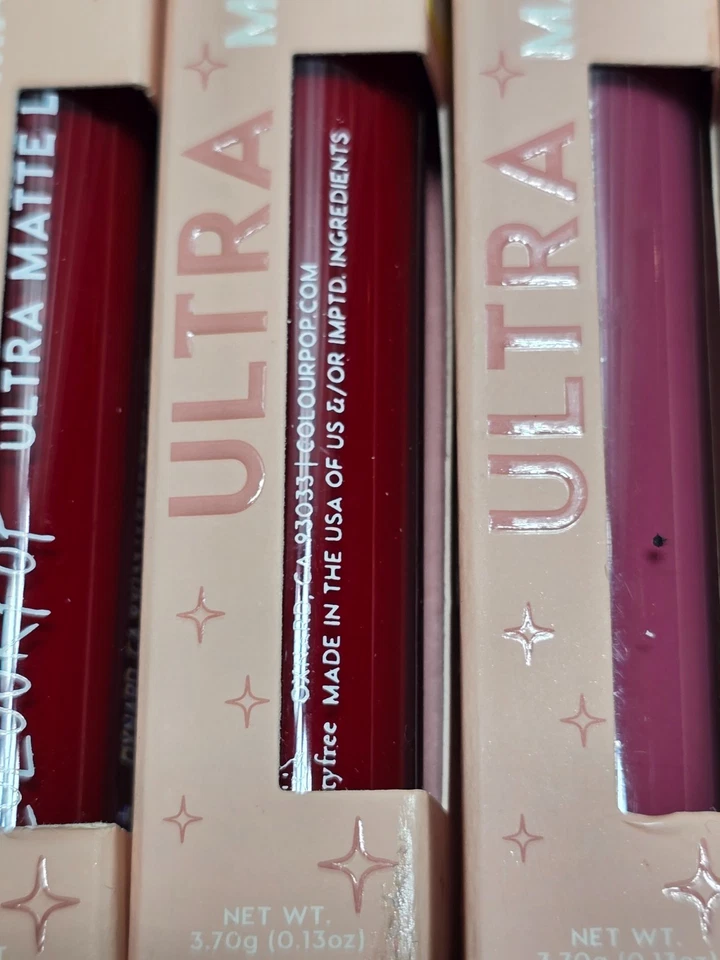 ULTRA MATTE L
ULTRA
M
OXNARD, CA 93033 | COLOURPOP.COM
MADE IN THE USA OF US &/OR IMPTD. INGREDIENTS
NET WT.
3.70g (0.13oz)
ULTRA
NET WT.